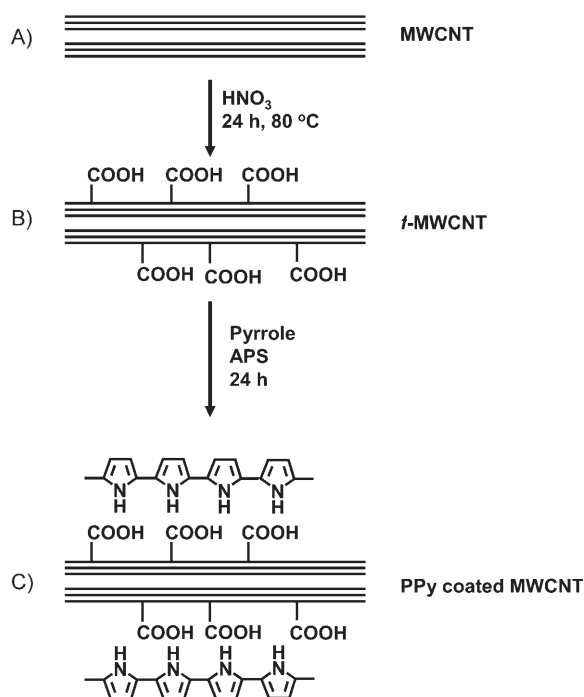 A)
MWCNT
HNO₃
24 h, 80 °C
COOH COOH COOH
B)
f-MWCNT
COOH COOH COOH
Pyrrole
APS
24 h
N N N N
H H H H
COOH COOH COOH
C)
PPy coated MWCNT
COOH COOH COOH
H H H H
N N N N